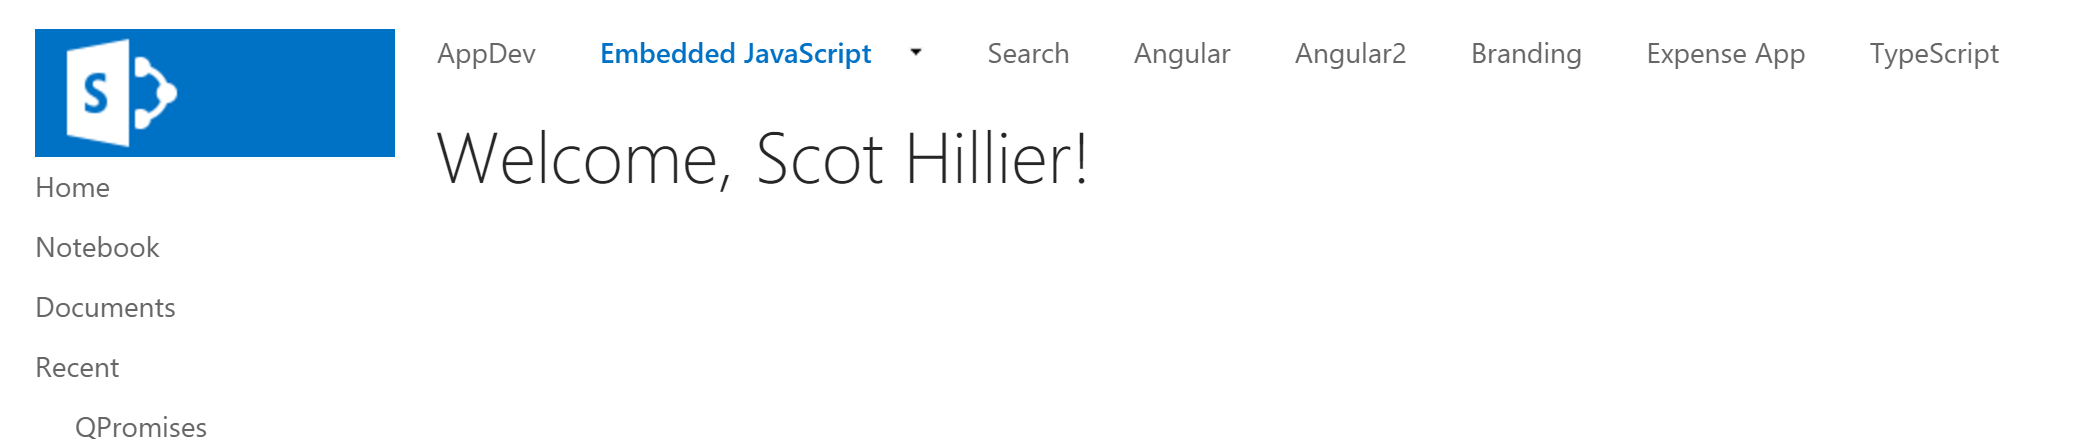 S
AppDev Embedded JavaScript Search Angular Angular2 Branding Expense App TypeScript
Welcome, Scot Hillier!
Home
Notebook
Documents
Recent
QPromises